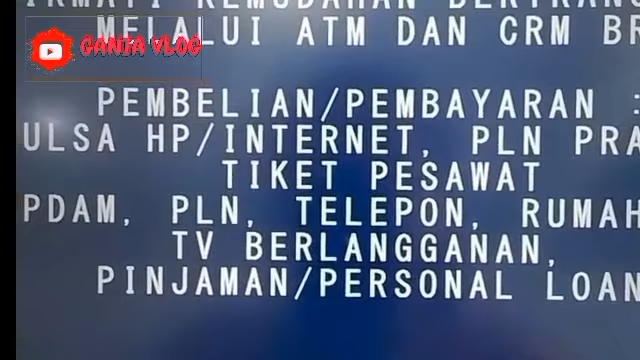 KEMUDAHAN
MELALUI ATM DAN CRM
GANJA VLOG
PEMBELIAN/PEMBAYARAN
ULSA HP/INTERNET, PLN PRA
TIKET PESAWAT
PDAM, PLN, TELEPON, RUMAH
TV BERLANGGANAN,
PINJAMAN/PERSONAL LOAN